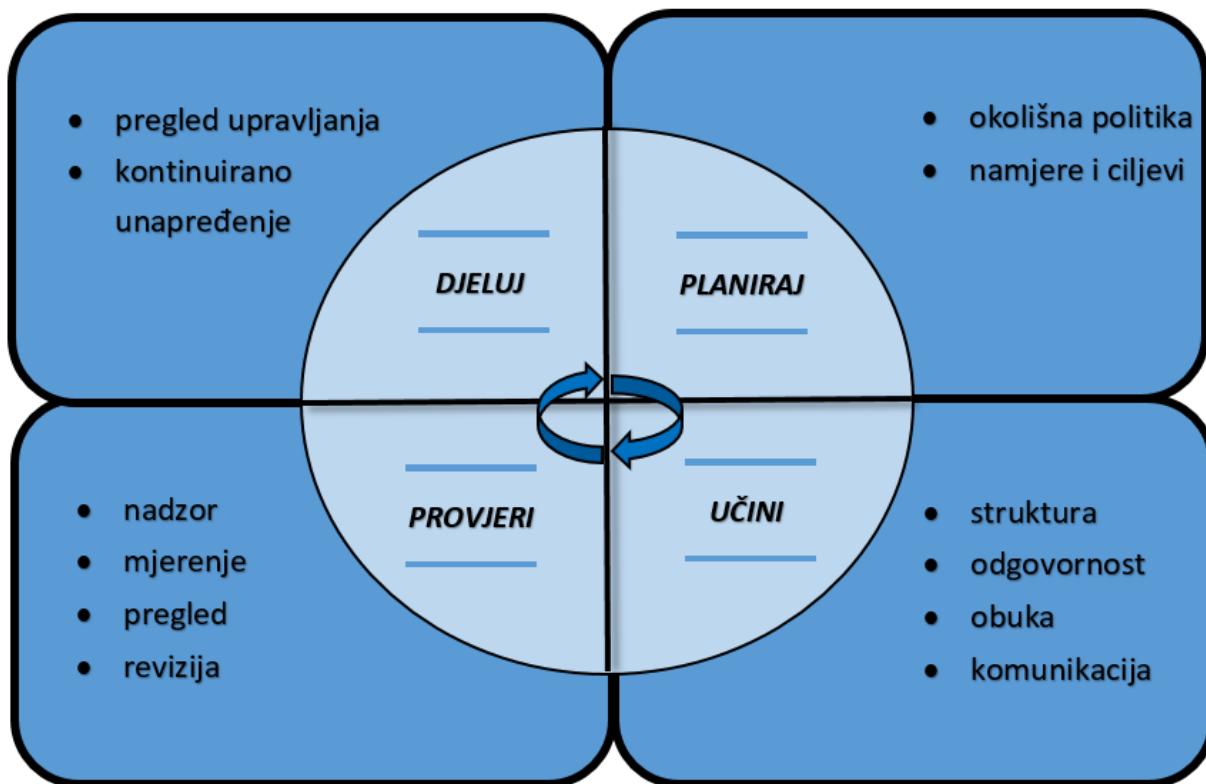 pregled upravljanja
kontinuirano
unapređenje
okolišna politika
namjere i ciljevi
DJELUJ
PLANIRAJ
PROVJERI
UČINI
nadzor
mjerenje
pregled
revizija
struktura
odgovornost
obuka
komunikacija